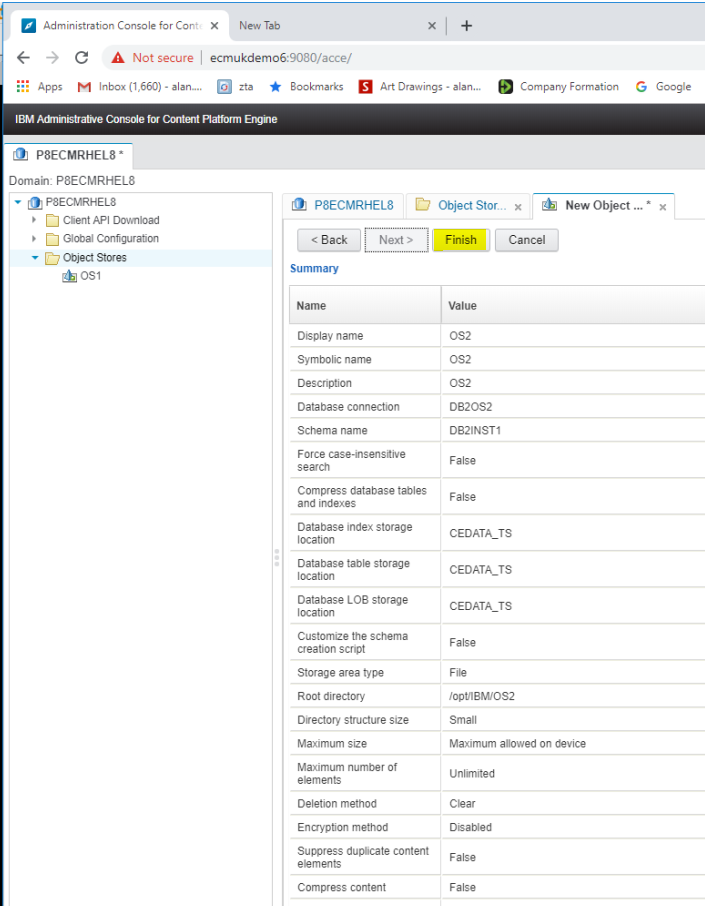 Administration Console for Conte
New Tab
Not secure | ecmukdemo6:9080/acce/
Apps
Inbox (1,660) - alan....
zta
Bookmarks
Art Drawings - alan...
Company Formation
Google
IBM Administrative Console for Content Platform Engine
P8ECMRHEL8 *
Domain: P8ECMRHEL8
P8ECMRHEL8
Client API Download
Global Configuration
Object Stores
OS1
P8ECMRHEL8
Object Stor...
New Object ... *
< Back
Next >
Finish
Cancel
Summary
Name Value
Display name OS2
Symbolic name OS2
Description OS2
Database connection DB2OS2
Schema name DB2INST1
Force case-insensitive
search
False
Compress database tables
and indexes
False
Database index storage
location
CEDATA_TS
Database table storage
location
CEDATA_TS
Database LOB storage
location
CEDATA_TS
Customize the schema
creation script
False
Storage area type File
Root directory /opt/IBM/OS2
Directory structure size Small
Maximum size Maximum allowed on device
Maximum number of
elements
Unlimited
Deletion method Clear
Encryption method Disabled
Suppress duplicate content
elements
False
Compress content False